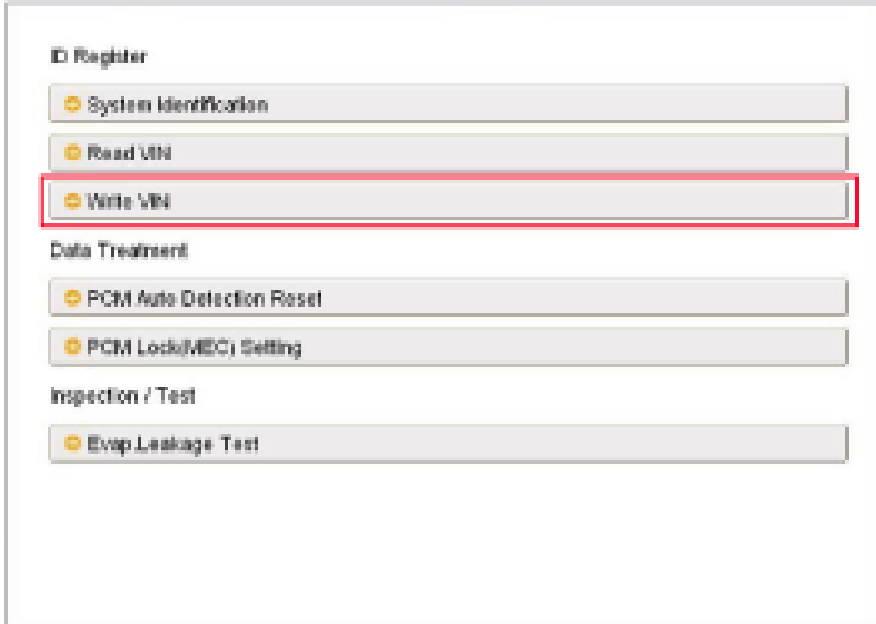 ID Register
System Identification
Read VIN
Write VIN
Data Treatment
PCM Auto Detection Reset
PCM Lock(MEC) Setting
Inspection / Test
Evap.Leakage Test